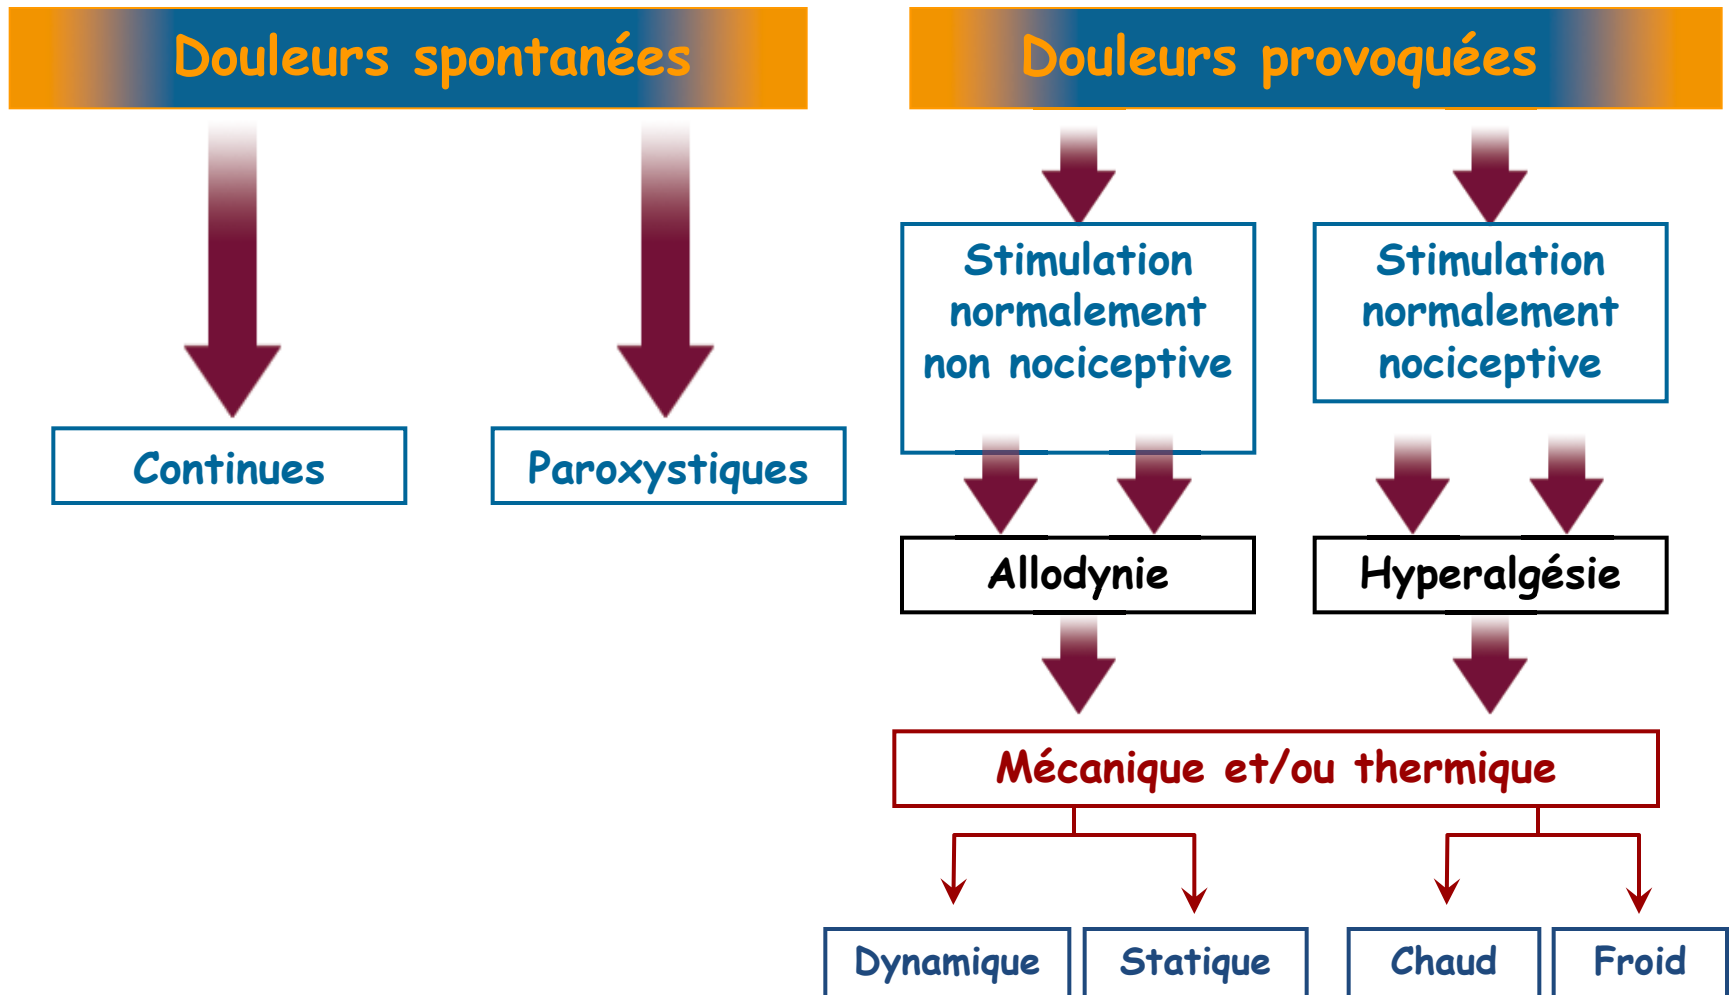 Douleurs spontanées
Douleurs provoquées
Stimulation
normalement
non nociceptive
Stimulation
normalement
nociceptive
Continues
Paroxystiques
Allodynie
Hyperalgésie
Mécanique et/ou thermique
Dynamique
Statique
Chaud
Froid